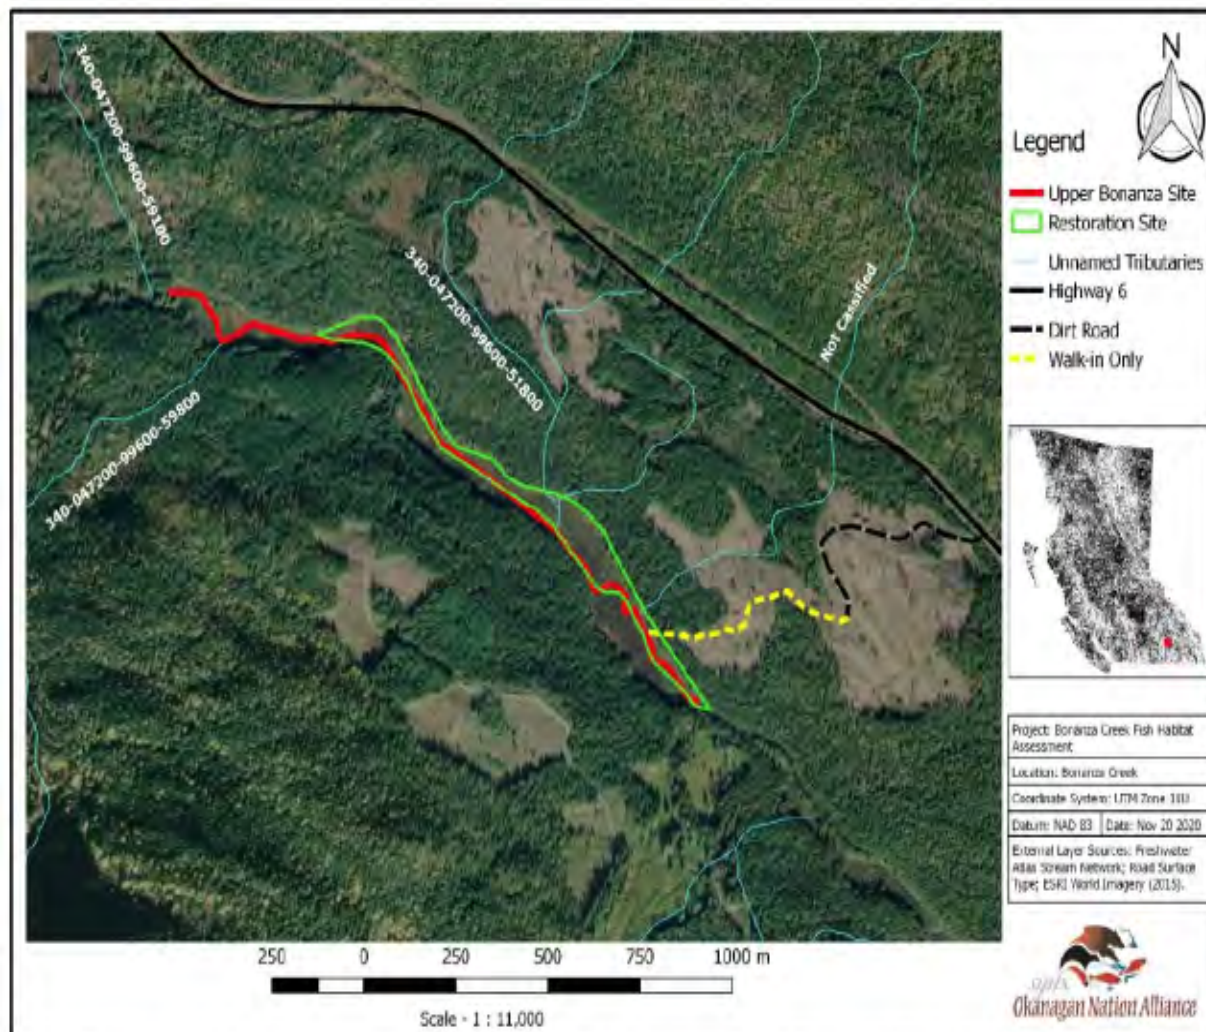 340-047200-99600-59100
340-047200-99600-51800
340-047200-99600-59800
Not Cassified
N
Legend
Upper Bonanza Site
Restoration Site
Unnamed Tributaries
Highway 6
Dirt Road
Walk-in Only
Project: Bonanza Creek Fish Habitat
Assessment
Location: Bonanza Creek
Coordinate System: UTM Zone
Datum: NAD 83
Date: Nov 20 2020
External Layer Sources: Freshwater
Atlas Stream Network; Road Surface
Type; ESRI World Imagery (2015).
250 0 250 500 750 1000 m
Scale - 1 : 11,000
Okanagan Nation Alliance